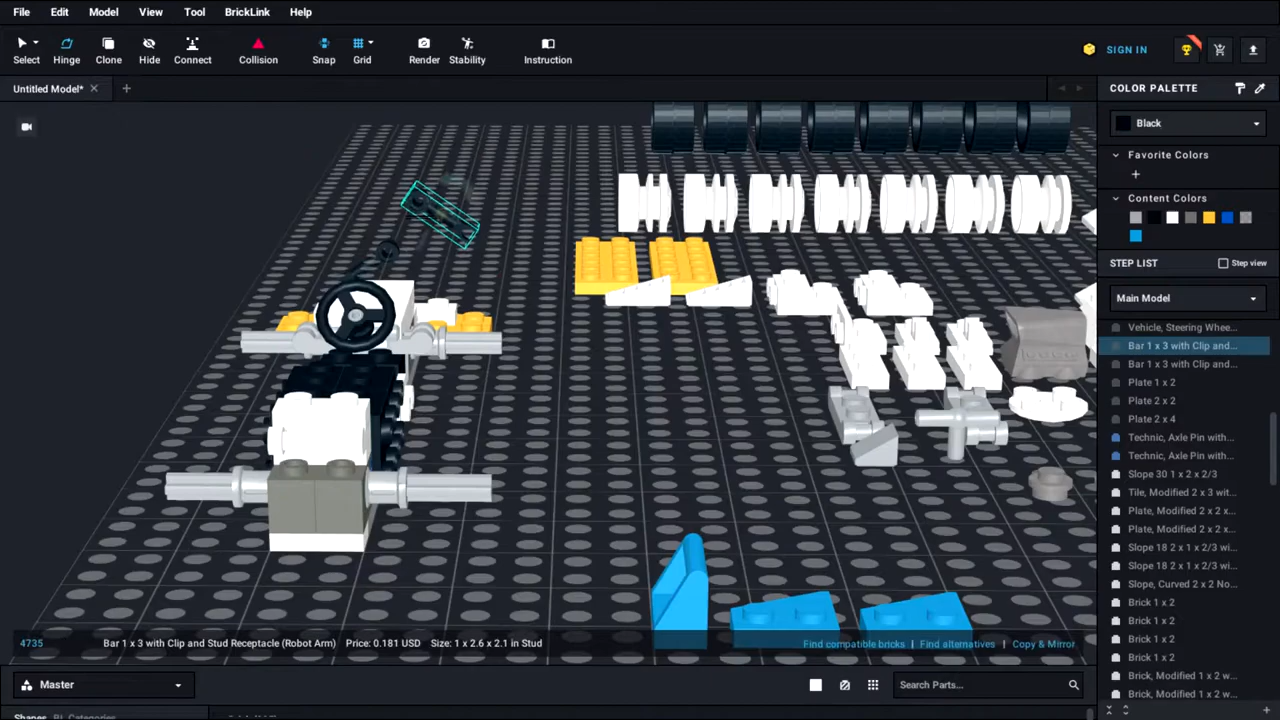 File Edit Model View Tool BrickLink Help
Select Hinge Clone Hide Connect Collision Snap Grid Render Stability Instruction SIGN IN
Untitled Model*
COLOR PALETTE
Black
Favorite Colors
Content Colors
STEP LIST
Step view
Main Model
Vehicle, Steering Whee...
Bar 1 x 3 with Clip and...
Bar 1 x 3 with Clip and...
Plate 1 x 2
Plate 2 x 2
Plate 2 x 4
Technic, Axle Pin with...
Technic, Axle Pin with...
Slope 30 1 x 2 x 2/3
Tile, Modified 2 x 3 wit...
Plate, Modified 2 x 2 x...
Plate, Modified 2 x 2 x...
Slope 18 2 x 1 x 2/3 wi...
Slope 18 2 x 1 x 2/3 wi...
Slope, Curved 2 x 2 No...
Brick 1 x 2
Brick 1 x 2
Brick 1 x 2
Brick 1 x 2
Brick, Modified 1 x 2 w...
Brick, Modified 1 x 2 w...
4735 Bar 1 x 3 with Clip and Stud Receptacle (Robot Arm) Price: 0.181 USD Size: 1 x 2.6 x 2.1 in Stud Find compatible bricks | Find alternatives | Copy & Mirror
Master Search Parts...
Shapes BL Categories